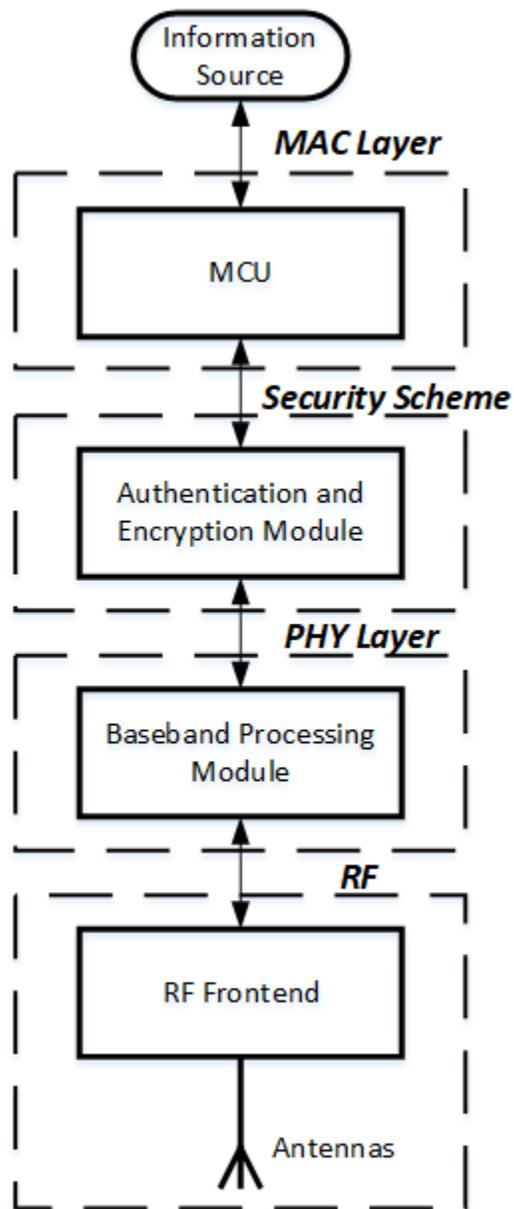 Information
Source
MAC Layer
MCU
Security Scheme
Authentication and
Encryption Module
PHY Layer
Baseband Processing
Module
RF
RF Frontend
Antennas